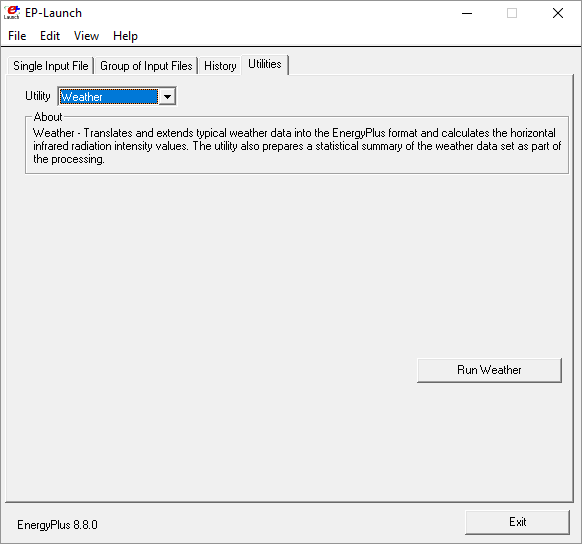 EP-Launch
Launch
File Edit View Help
Single Input File Group of Input Files History Utilities
Utility Weather
About
Weather - Translates and extends typical weather data into the EnergyPlus format and calculates the horizontal
infrared radiation intensity values. The utility also prepares a statistical summary of the weather data set as part of
the processing.
Run Weather
EnergyPlus 8.8.0
Exit